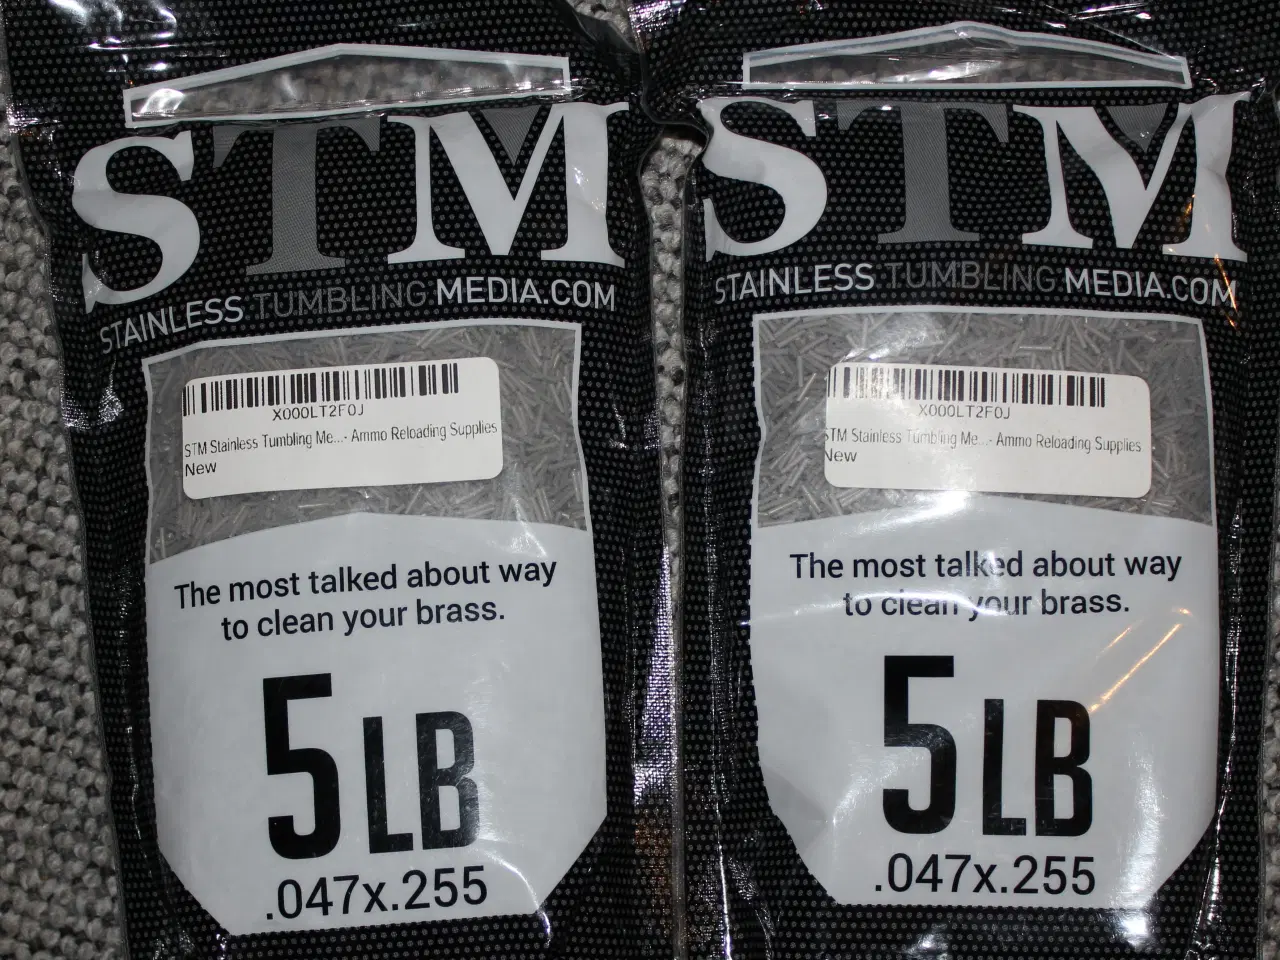 STM
STAINLESS TUMBLING MEDIA.COM
X000LT2F0J
STM Stainless Tumbling Me...- Ammo Reloading Supplies
New
The most talked about way
to clean your brass.
5LB
.047x.255
STM
STAINLESS TUMBLING MEDIA.COM
X000LT2F0J
STM Stainless Tumbling Me...- Ammo Reloading Supplies
New
The most talked about way
to clean your brass.
5LB
.047x.255